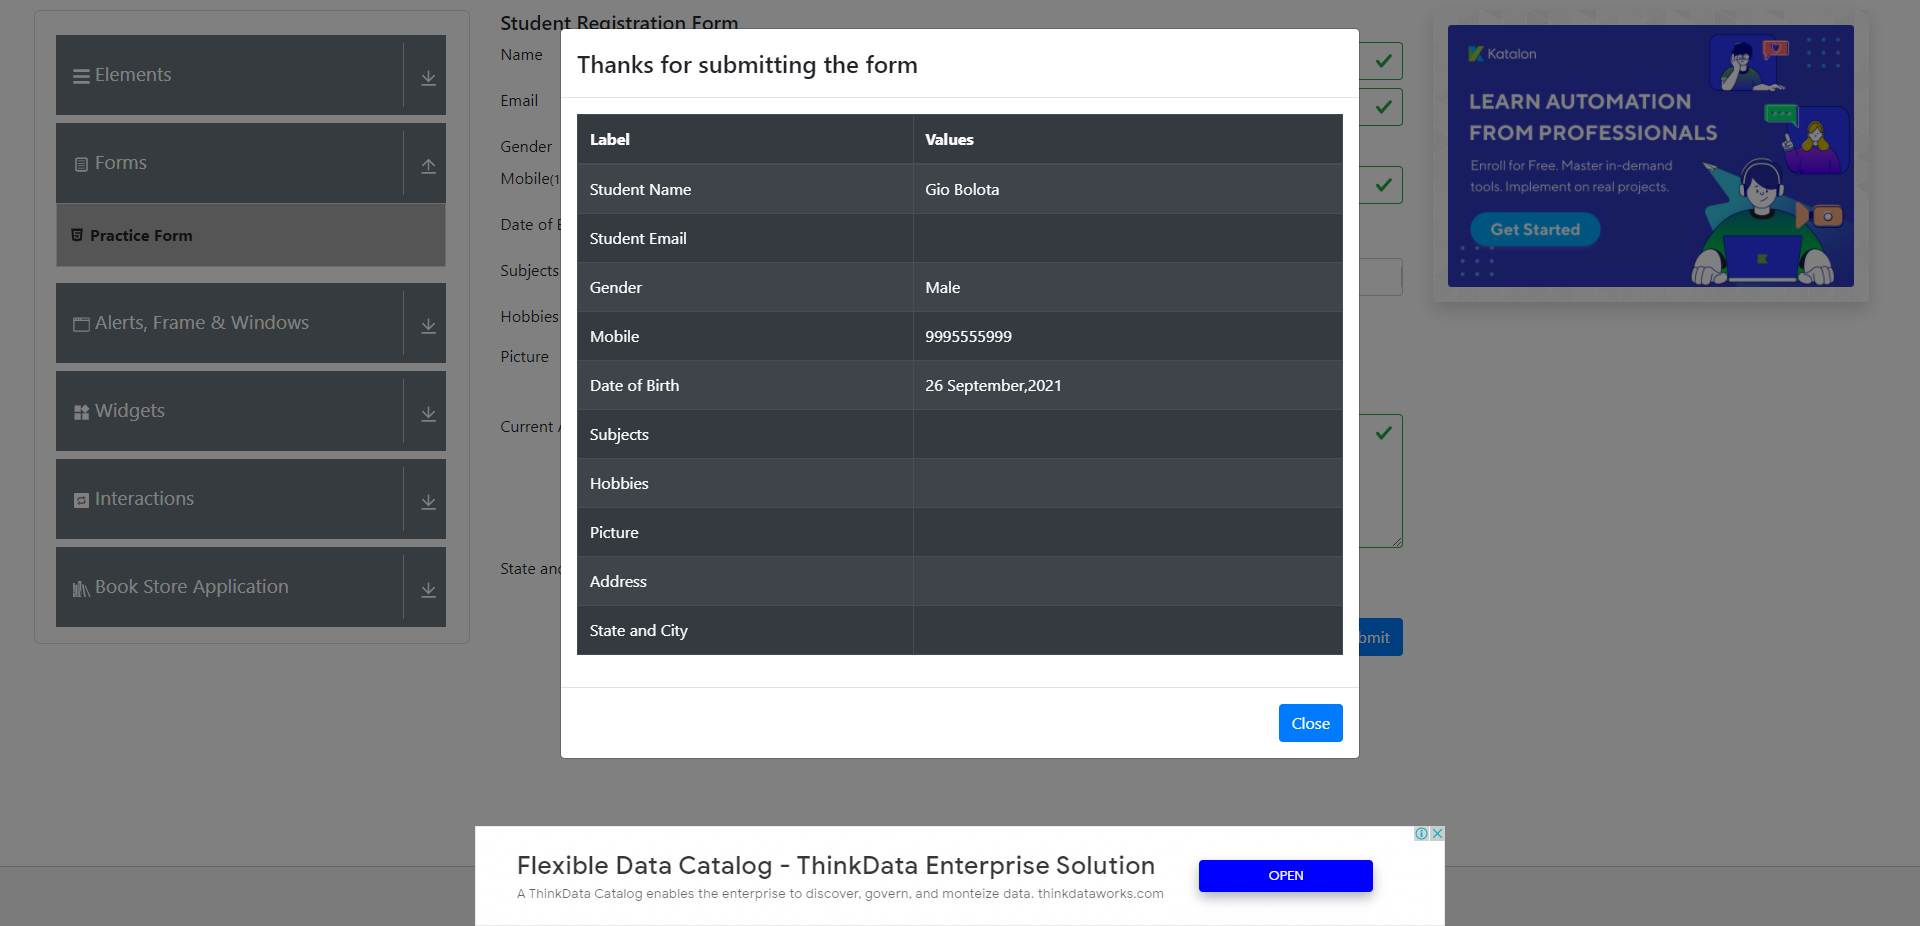 Elements
Forms
Practice Form
Alerts, Frame & Windows
Widgets
Interactions
Book Store Application
Student Registration Form
Name
Email
Gender
Mobile(1
Date of
Subjects
Hobbies
Picture
Current
State and
Thanks for submitting the form
Label Values
Student Name Gio Bolota
Student Email
Gender Male
Mobile 9995555999
Date of Birth 26 September,2021
Subjects
Hobbies
Picture
Address
State and City
Close
bmit
Katalon
LEARN AUTOMATION
FROM PROFESSIONALS
Enroll for Free. Master in-demand
tools. Implement on real projects.
Get Started
Flexible Data Catalog - ThinkData Enterprise Solution
A ThinkData Catalog enables the enterprise to discover, govern, and monteize data. thinkdataworks.com
OPEN